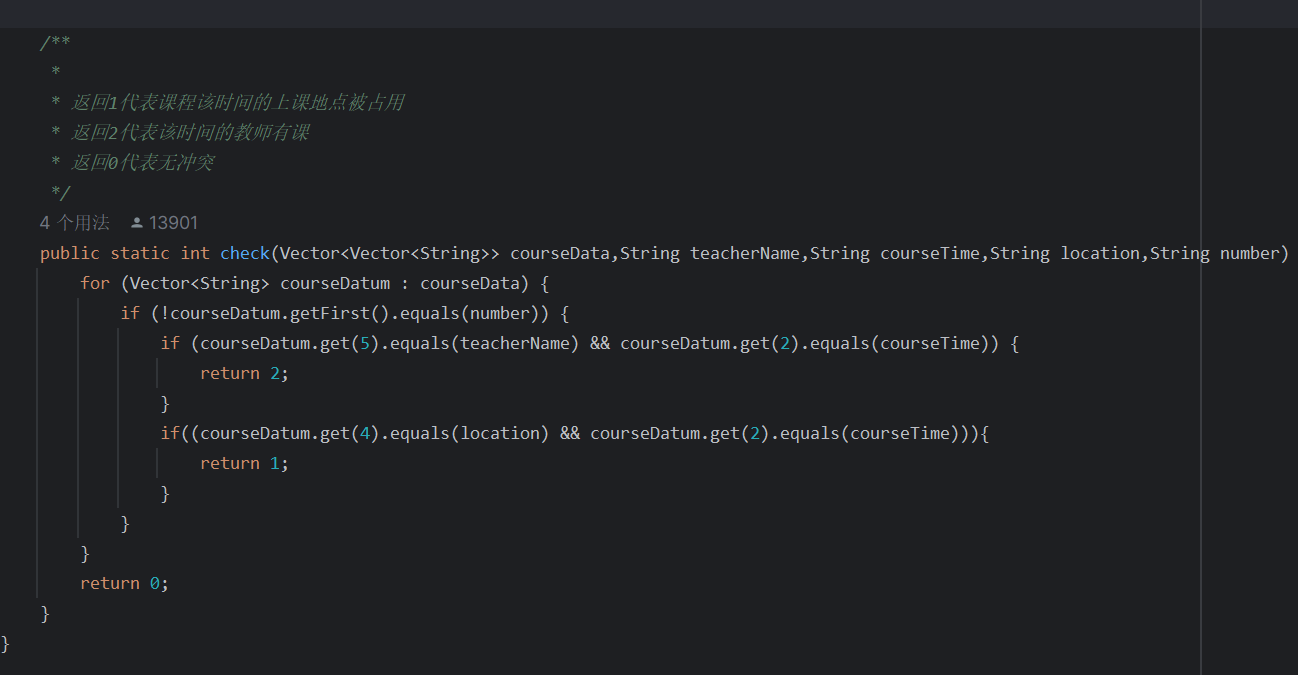 /**
*
* 返回1代表课程该时间的上课地点被占用
* 返回2代表该时间的教师有课
* 返回0代表无冲突
*/
4 个用法 13901
public static int check(Vector<Vector<String>> courseData,String teacherName,String courseTime,String location,String number)
for (Vector<String> courseDatum : courseData) {
if (!courseDatum.getFirst().equals(number)) {
if (courseDatum.get(5).equals(teacherName) && courseDatum.get(2).equals(courseTime)) {
return 2;
}
if((courseDatum.get(4).equals(location) && courseDatum.get(2).equals(courseTime))){
return 1;
}
}
}
return 0;
}
}